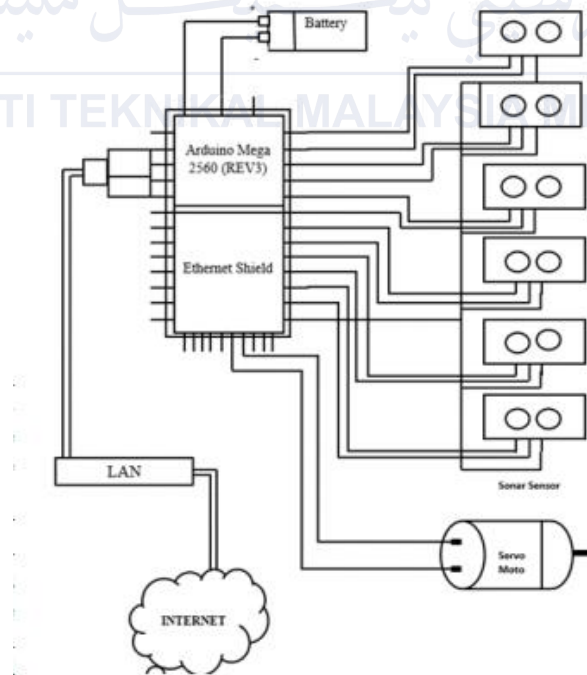 Battery
TI TEKNIKAL MALAYSIA M
Arduino Mega
2560 (REV3)
Ethernet Shield
LAN
Sonar Sensor
Servo
Moto
INTERNET